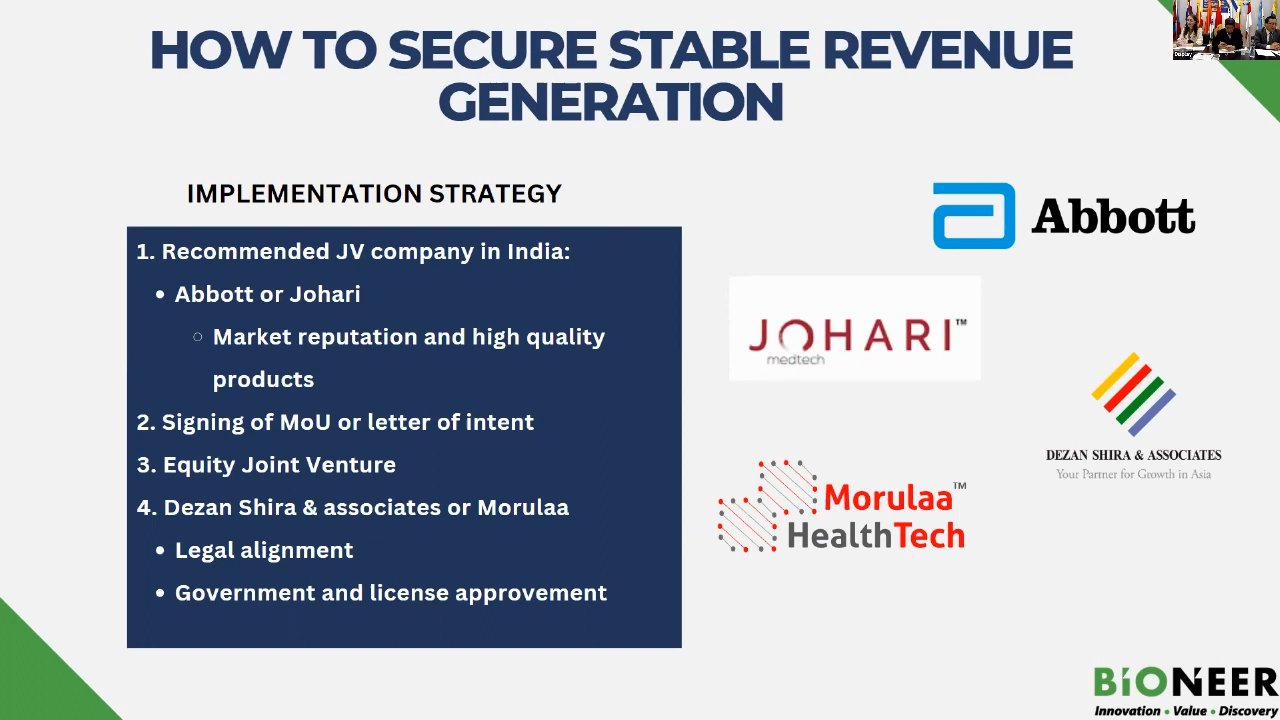 HOW TO SECURE STABLE REVENUE
GENERATION
IMPLEMENTATION STRATEGY
1. Recommended JV company in India:
• Abbott or Johari
○ Market reputation and high quality
products
2. Signing of MoU or letter of intent
3. Equity Joint Venture
4. Dezan Shira & associates or Morulaa
• Legal alignment
• Government and license approvement
Abbott
JOHARI™
medtech
DEZAN SHIRA & ASSOCIATES
Your Partner for Growth in Asia
Morulaa™
HealthTech
BiONEER
Innovation • Value • Discovery